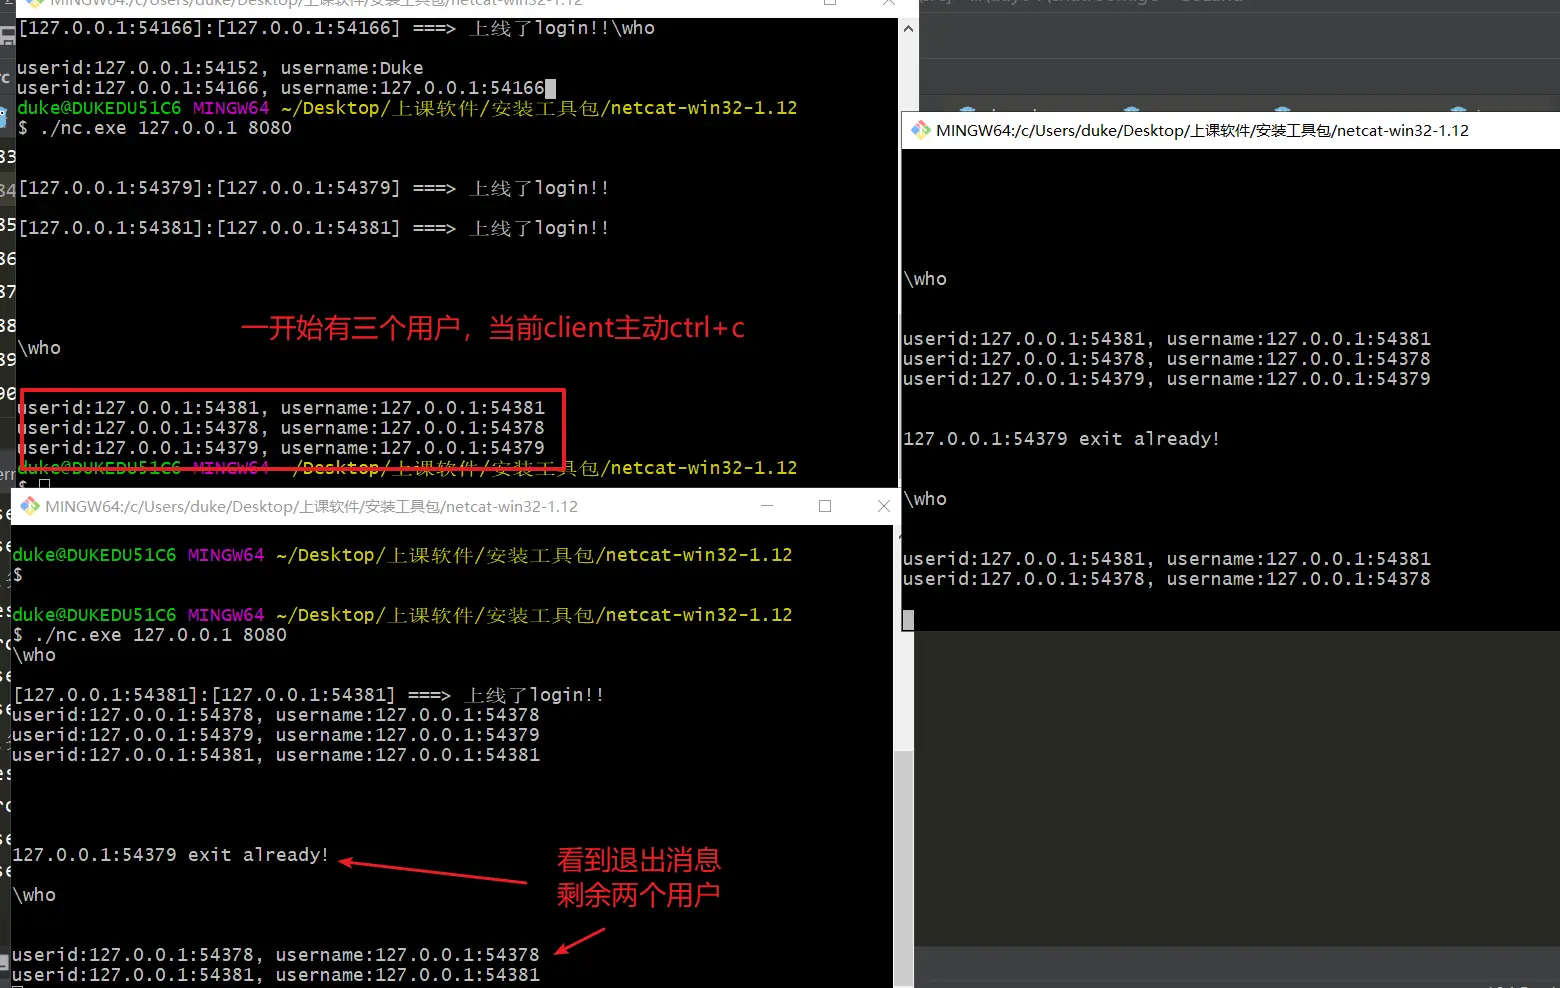 MINGW64:/c/Users/duke/Desktop/上课软件/安装工具包/netcat-win32-1.12
[127.0.0.1:54166]:[127.0.0.1:54166] ===> 上线了login!!\who
userid:127.0.0.1:54152, username:Duke
userid:127.0.0.1:54166, username:127.0.0.1:54166
duke@DUKEDU51C6 MINGW64 ~/Desktop/上课软件/安装工具包/netcat-win32-1.12
$ ./nc.exe 127.0.0.1 8080
[127.0.0.1:54379]:[127.0.0.1:54379] ===> 上线了login!!
[127.0.0.1:54381]:[127.0.0.1:54381] ===> 上线了login!!
一开始有三个用户，当前client主动ctrl+c
\who
userid:127.0.0.1:54381, username:127.0.0.1:54381
userid:127.0.0.1:54378, username:127.0.0.1:54378
userid:127.0.0.1:54379, username:127.0.0.1:54379
duke@DUKEDU51C6 MINGW64 ~/Desktop/上课软件/安装工具包/netcat-win32-1.12
$
MINGW64:/c/Users/duke/Desktop/上课软件/安装工具包/netcat-win32-1.12
duke@DUKEDU51C6 MINGW64 ~/Desktop/上课软件/安装工具包/netcat-win32-1.12
$
duke@DUKEDU51C6 MINGW64 ~/Desktop/上课软件/安装工具包/netcat-win32-1.12
$ ./nc.exe 127.0.0.1 8080
\who
[127.0.0.1:54381]:[127.0.0.1:54381] ===> 上线了login!!
userid:127.0.0.1:54378, username:127.0.0.1:54378
userid:127.0.0.1:54379, username:127.0.0.1:54379
userid:127.0.0.1:54381, username:127.0.0.1:54381
127.0.0.1:54379 exit already!
看到退出消息
剩余两个用户
\who
userid:127.0.0.1:54378, username:127.0.0.1:54378
userid:127.0.0.1:54381, username:127.0.0.1:54381
MINGW64:/c/Users/duke/Desktop/上课软件/安装工具包/netcat-win32-1.12
\who
userid:127.0.0.1:54381, username:127.0.0.1:54381
userid:127.0.0.1:54378, username:127.0.0.1:54378
userid:127.0.0.1:54379, username:127.0.0.1:54379
127.0.0.1:54379 exit already!
\who
userid:127.0.0.1:54381, username:127.0.0.1:54381
userid:127.0.0.1:54378, username:127.0.0.1:54378